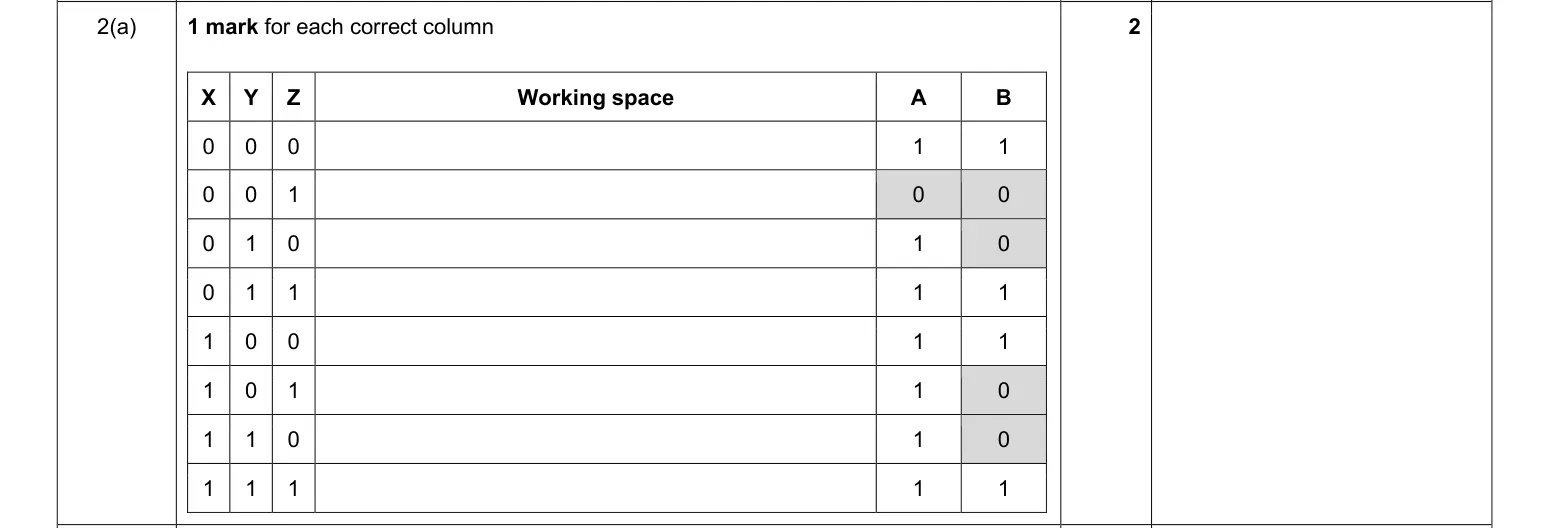 2(a) 1 mark for each correct column 2
X Y Z Working space A B
0 0 0 1 1
0 0 1 0 0
0 1 0 1 0
0 1 1 1 1
1 0 0 1 1
1 0 1 1 0
1 1 0 1 0
1 1 1 1 1